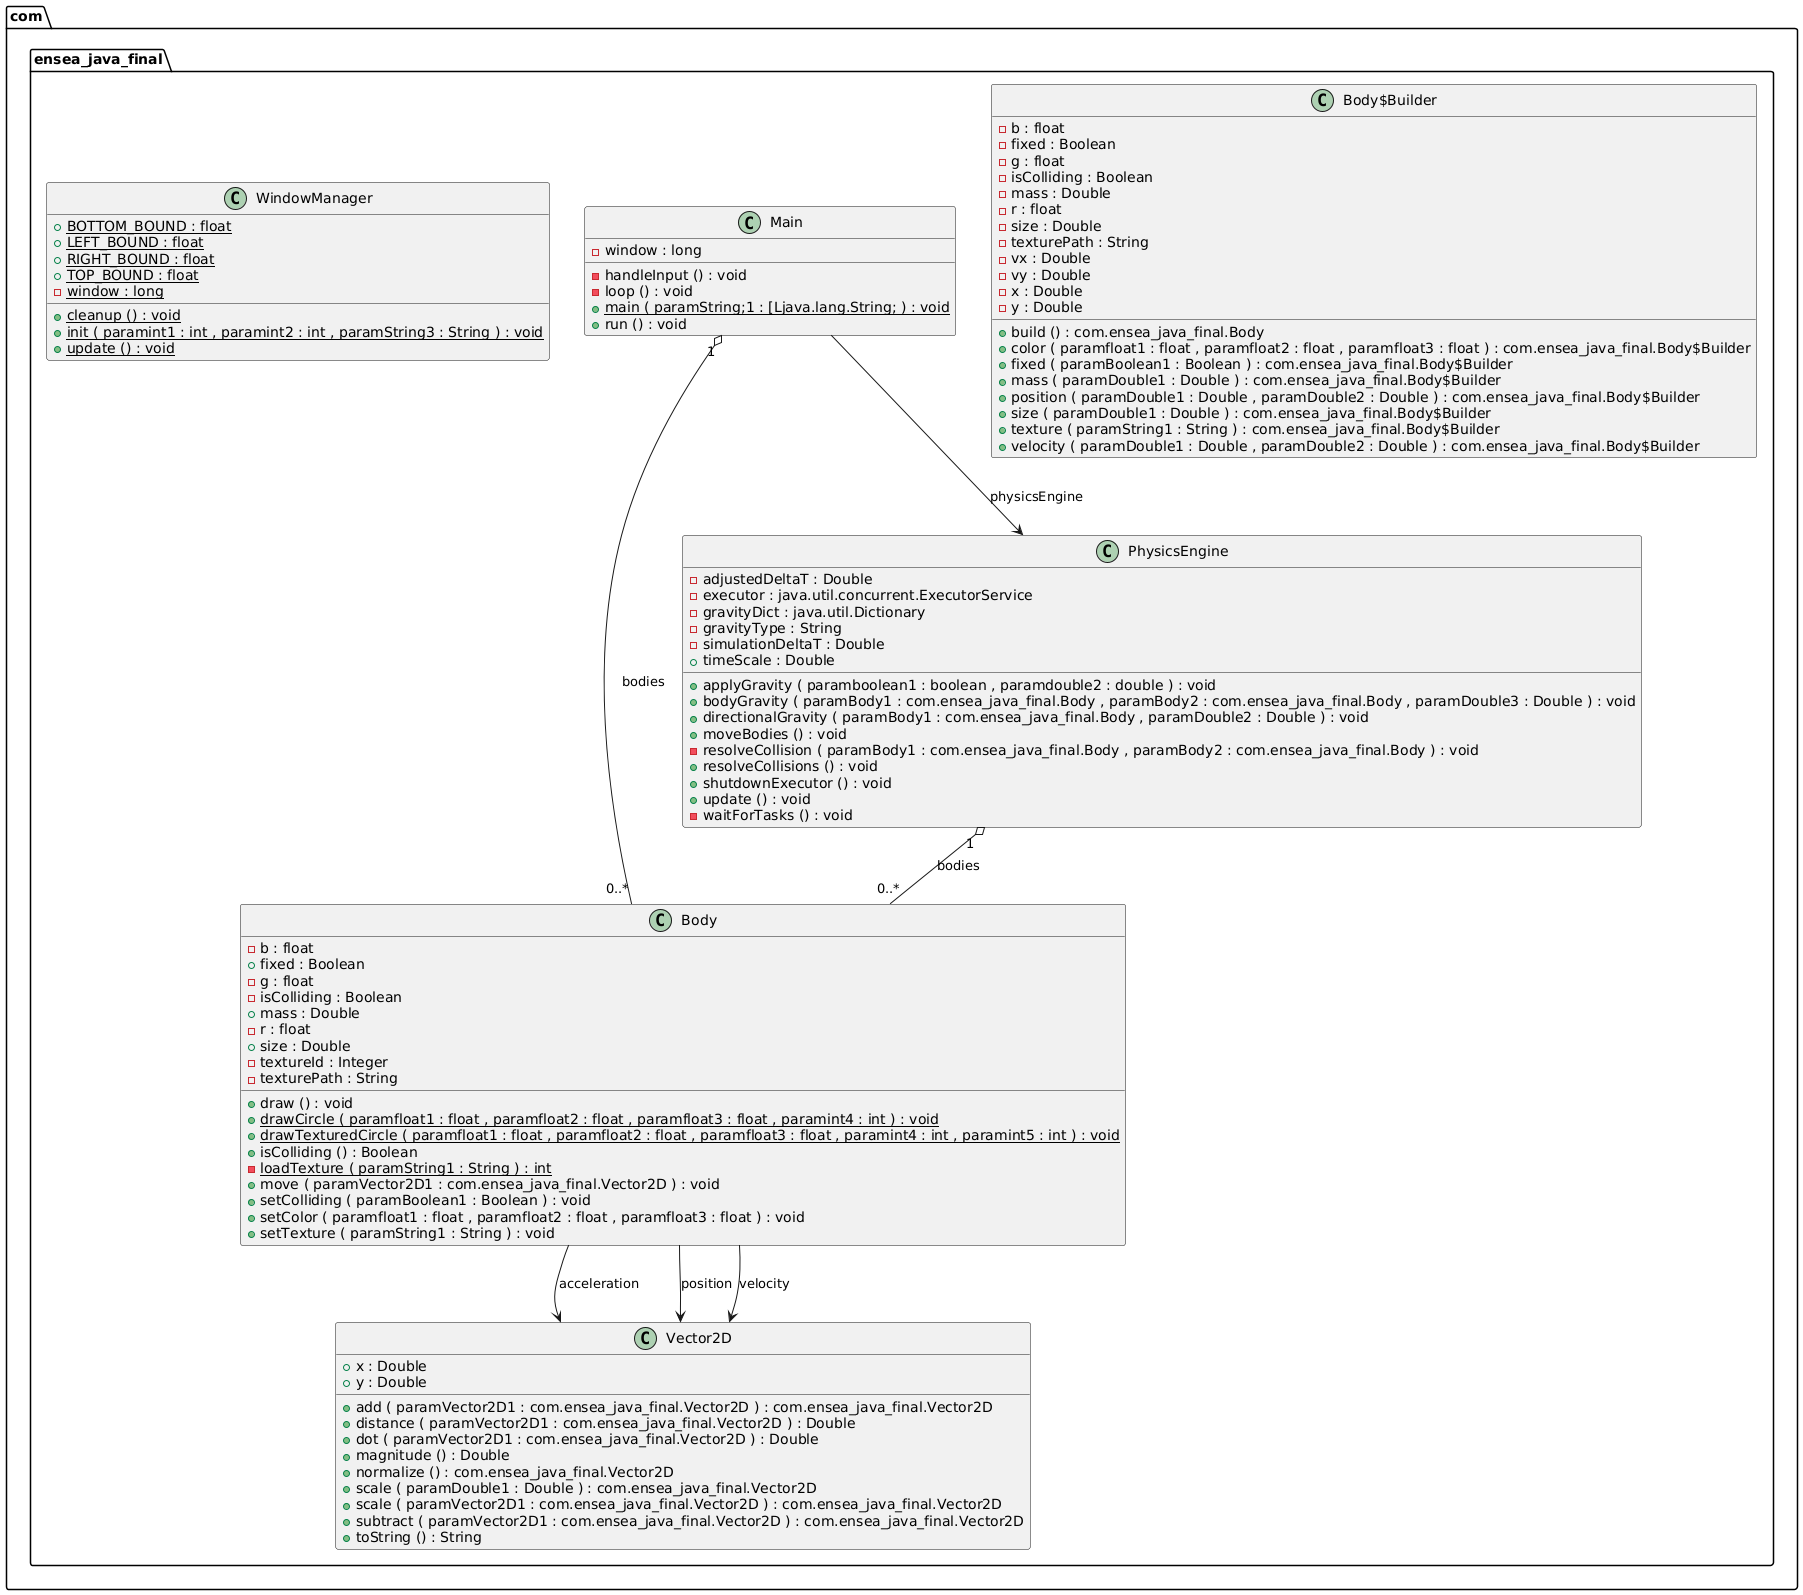 com
ensea_java_final
Body$Builder
b : float
fixed : Boolean
g : float
isColliding : Boolean
mass : Double
r : float
size : Double
texturePath : String
vx : Double
vy : Double
x : Double
y : Double
build () : com.ensea_java_final.Body
color ( paramfloat1 : float , paramfloat2 : float , paramfloat3 : float ) : com.ensea_java_final.Body$Builder
fixed ( paramBoolean1 : Boolean ) : com.ensea_java_final.Body$Builder
mass ( paramDouble1 : Double ) : com.ensea_java_final.Body$Builder
position ( paramDouble1 : Double , paramDouble2 : Double ) : com.ensea_java_final.Body$Builder
size ( paramDouble1 : Double ) : com.ensea_java_final.Body$Builder
texture ( paramString1 : String ) : com.ensea_java_final.Body$Builder
velocity ( paramDouble1 : Double , paramDouble2 : Double ) : com.ensea_java_final.Body$Builder
WindowManager
BOTTOM_BOUND : float
LEFT_BOUND : float
RIGHT_BOUND : float
TOP_BOUND : float
window : long
cleanup () : void
init ( paramint1 : int , paramint2 : int , paramString3 : String ) : void
update () : void
Main
window : long
handleInput () : void
loop () : void
main ( paramString;1 : [Ljava.lang.String; ) : void
run () : void
1
physicsEngine
PhysicsEngine
adjustedDeltaT : Double
executor : java.util.concurrent.ExecutorService
gravityDict : java.util.Dictionary
gravityType : String
simulationDeltaT : Double
timeScale : Double
applyGravity ( paramboolean1 : boolean , paramdouble2 : double ) : void
bodyGravity ( paramBody1 : com.ensea_java_final.Body , paramBody2 : com.ensea_java_final.Body , paramDouble3 : Double ) : void
directionalGravity ( paramBody1 : com.ensea_java_final.Body , paramDouble2 : Double ) : void
moveBodies () : void
resolveCollision ( paramBody1 : com.ensea_java_final.Body , paramBody2 : com.ensea_java_final.Body ) : void
resolveCollisions () : void
shutdownExecutor () : void
update () : void
waitForTasks () : void
bodies
1
bodies
0..*
0..*
Body
b : float
fixed : Boolean
g : float
isColliding : Boolean
mass : Double
r : float
size : Double
textureId : Integer
texturePath : String
draw () : void
drawCircle ( paramfloat1 : float , paramfloat2 : float , paramfloat3 : float , paramint4 : int ) : void
drawTexturedCircle ( paramfloat1 : float , paramfloat2 : float , paramfloat3 : float , paramint4 : int , paramint5 : int ) : void
isColliding () : Boolean
loadTexture ( paramString1 : String ) : int
move ( paramVector2D1 : com.ensea_java_final.Vector2D ) : void
setColliding ( paramBoolean1 : Boolean ) : void
setColor ( paramfloat1 : float , paramfloat2 : float , paramfloat3 : float ) : void
setTexture ( paramString1 : String ) : void
acceleration
position
velocity
Vector2D
x : Double
y : Double
add ( paramVector2D1 : com.ensea_java_final.Vector2D ) : com.ensea_java_final.Vector2D
distance ( paramVector2D1 : com.ensea_java_final.Vector2D ) : Double
dot ( paramVector2D1 : com.ensea_java_final.Vector2D ) : Double
magnitude () : Double
normalize () : com.ensea_java_final.Vector2D
scale ( paramDouble1 : Double ) : com.ensea_java_final.Vector2D
scale ( paramVector2D1 : com.ensea_java_final.Vector2D ) : com.ensea_java_final.Vector2D
subtract ( paramVector2D1 : com.ensea_java_final.Vector2D ) : com.ensea_java_final.Vector2D
toString () : String